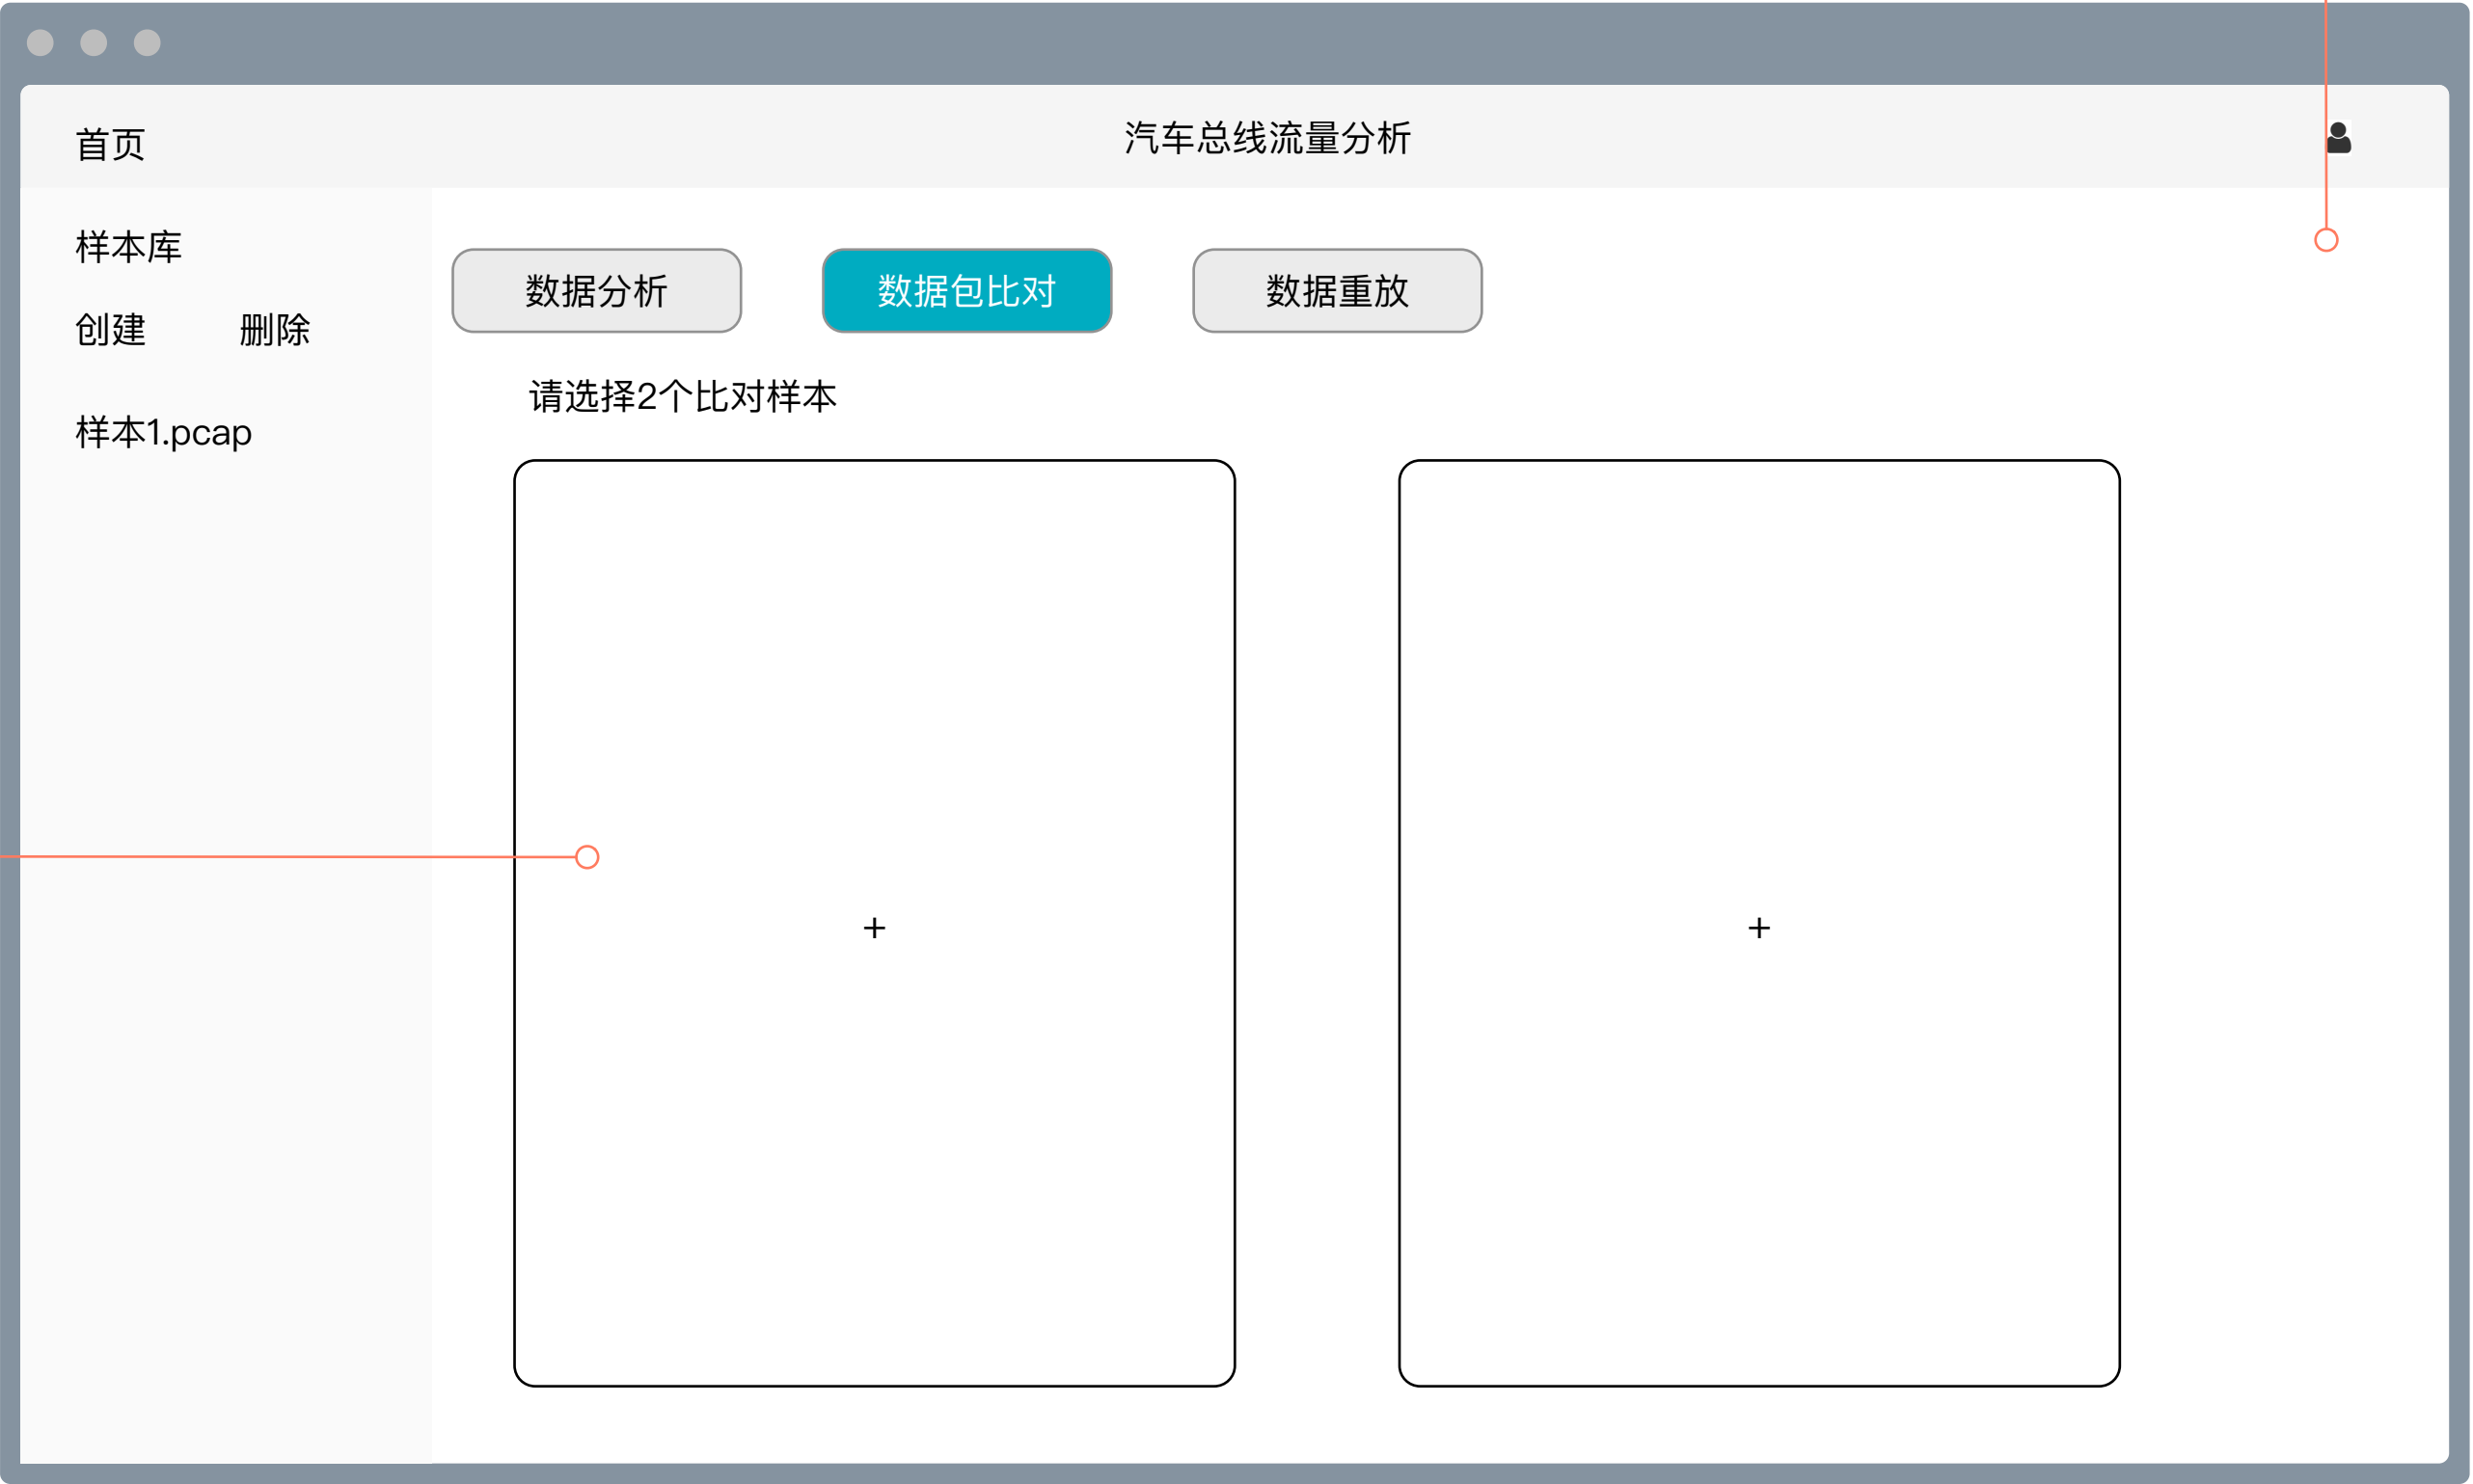 首页
汽车总线流量分析
样本库
创建 删除
样本1.pcap
数据分析 数据包比对 数据重放
请选择2个比对样本
+ +